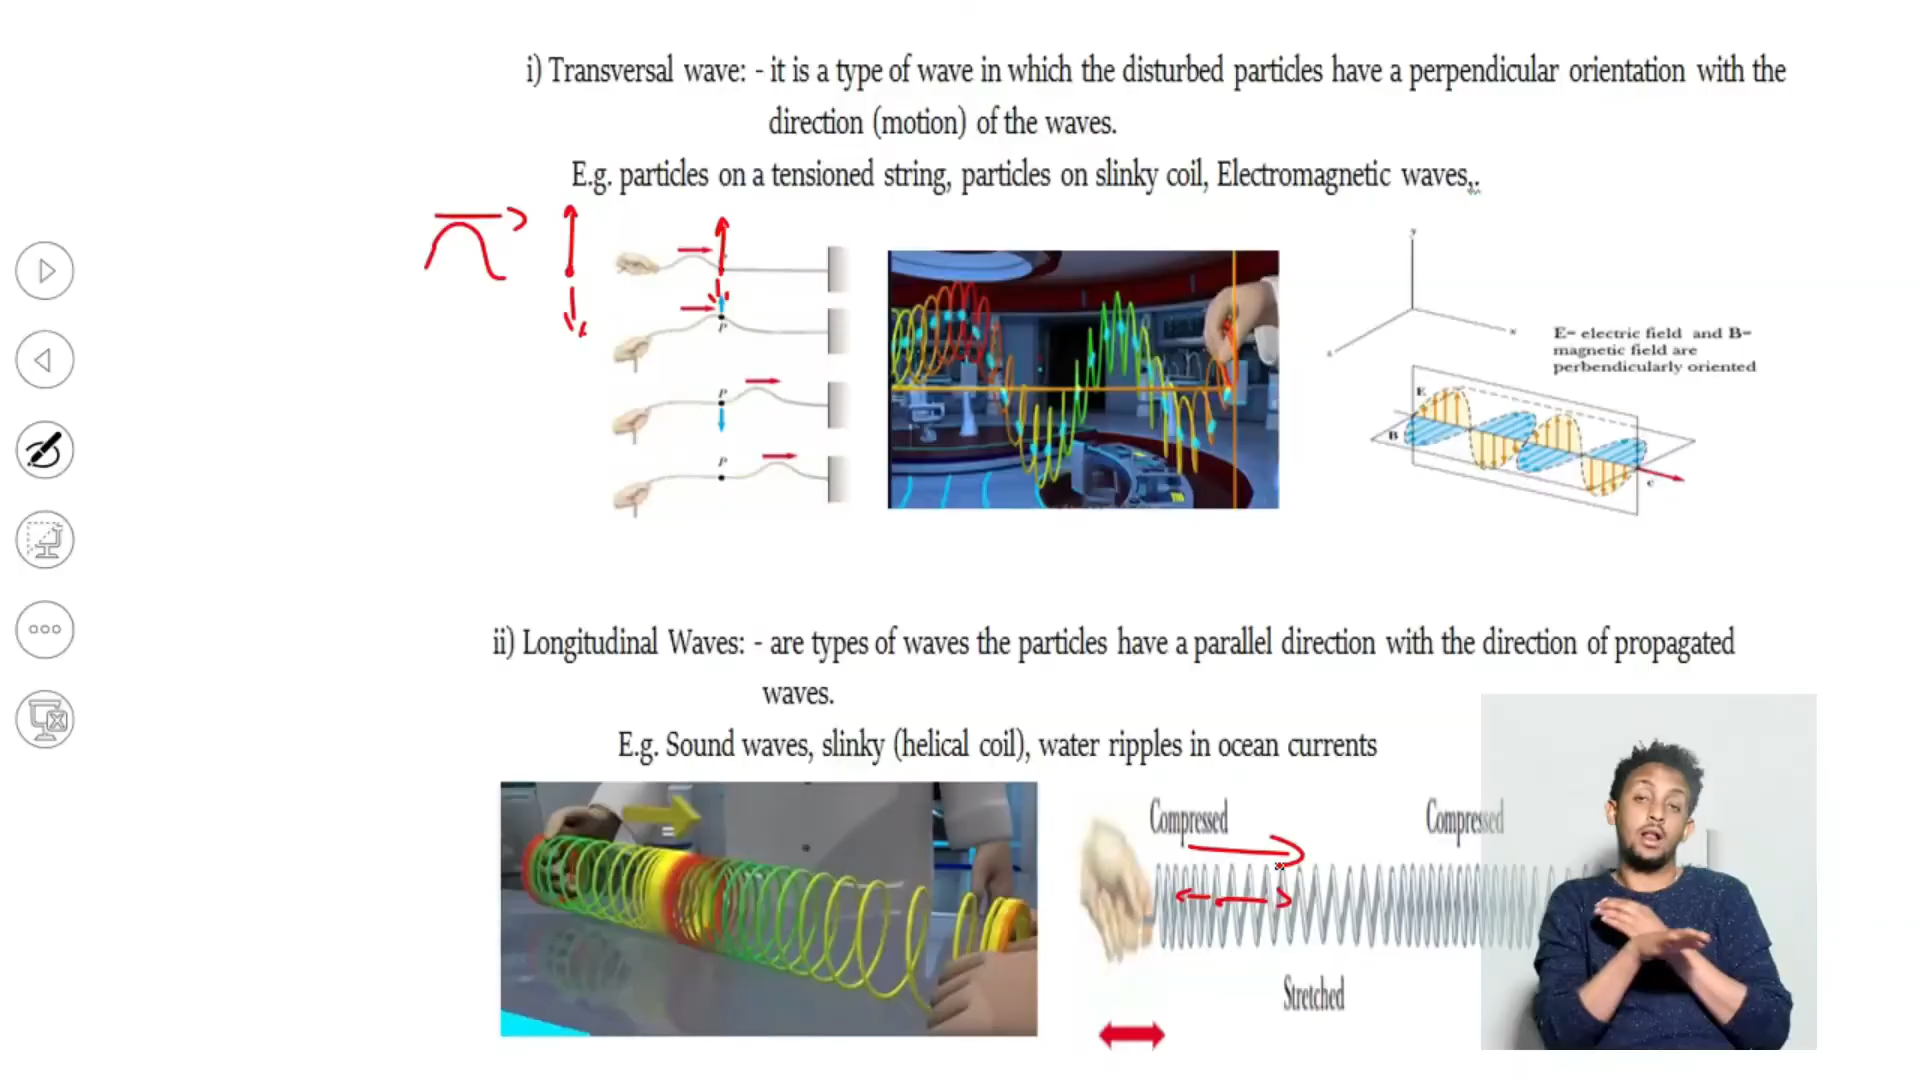 i) Transversal wave: - it is a type of wave in which the disturbed particles have a perpendicular orientation with the
direction (motion) of the waves.
E.g. particles on a tensioned string, particles on slinky coil, Electromagnetic waves,.
P
P
P
y
x
z
E= electric field and B=
magnetic field are
perbendicularly oriented
E
B
c
ii) Longitudinal Waves: - are types of waves the particles have a parallel direction with the direction of propagated
waves.
E.g. Sound waves, slinky (helical coil), water ripples in ocean currents
Compressed
Compressed
Stretched